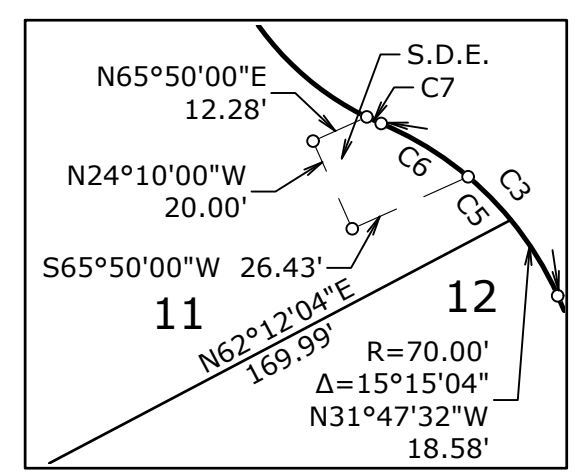 S.D.E.
C7
N65°50'00"E
12.28'
C6
N24°10'00"W
20.00'
C3
C5
S65°50'00"W 26.43'
11
12
N62°12'04"E
169.99'
R=70.00'
Δ=15°15'04"
N31°47'32"W
18.58'